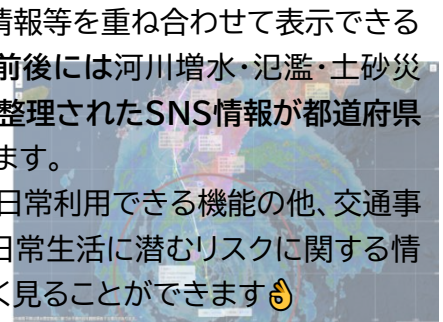 情報等を重ね合わせて表示できる
前後には河川増水・氾濫・土砂災
整理されたSNS情報が都道府県
ます。
日常利用できる機能の他、交通事
日常生活に潜むリスクに関する情
く見ることができます👌